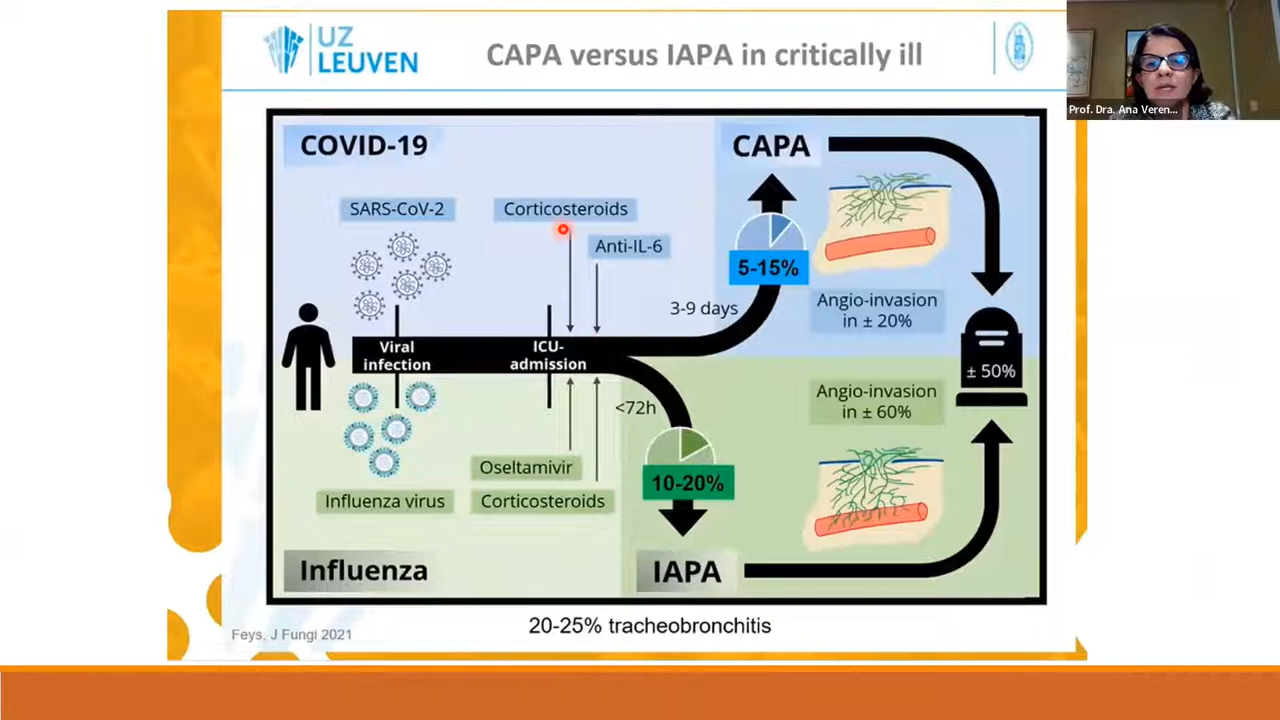 UZ
LEUVEN
CAPA versus IAPA in critically ill
Prof. Dra. Ana Veren...
COVID-19
CAPA
SARS-CoV-2
Corticosteroids
Anti-IL-6
5-15%
3-9 days
Angio-invasion
in ± 20%
Viral
infection
ICU-
admission
± 50%
<72h
Angio-invasion
in ± 60%
Oseltamivir
10-20%
Influenza virus
Corticosteroids
Influenza
IAPA
20-25% tracheobronchitis
Feys. J Fungi 2021